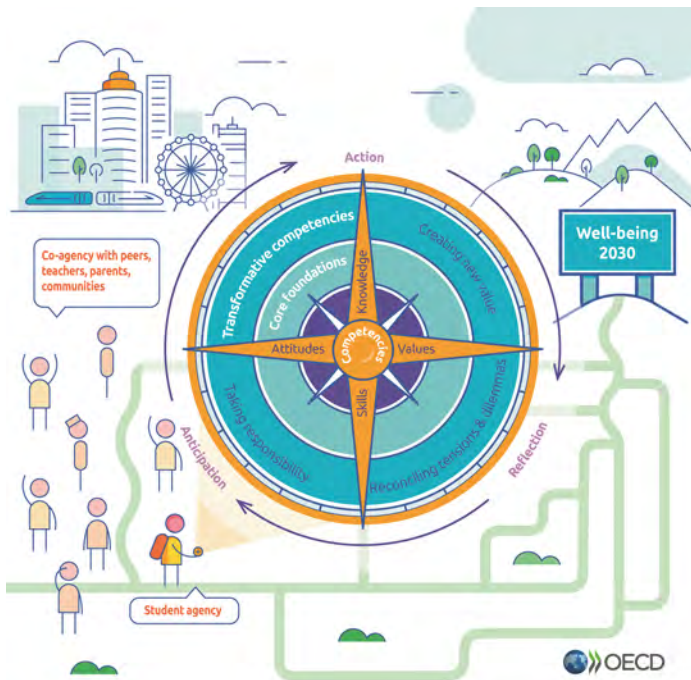 Action
Well-being
2030
Co-agency with peers,
teachers, parents,
communities
Transformative competencies
Creating new value
Core foundations
Knowledge
Attitudes
Competencies
Values
Skills
Taking responsibility
Reconciling tensions & dilemmas
Anticipation
Reflection
Student agency
OECD